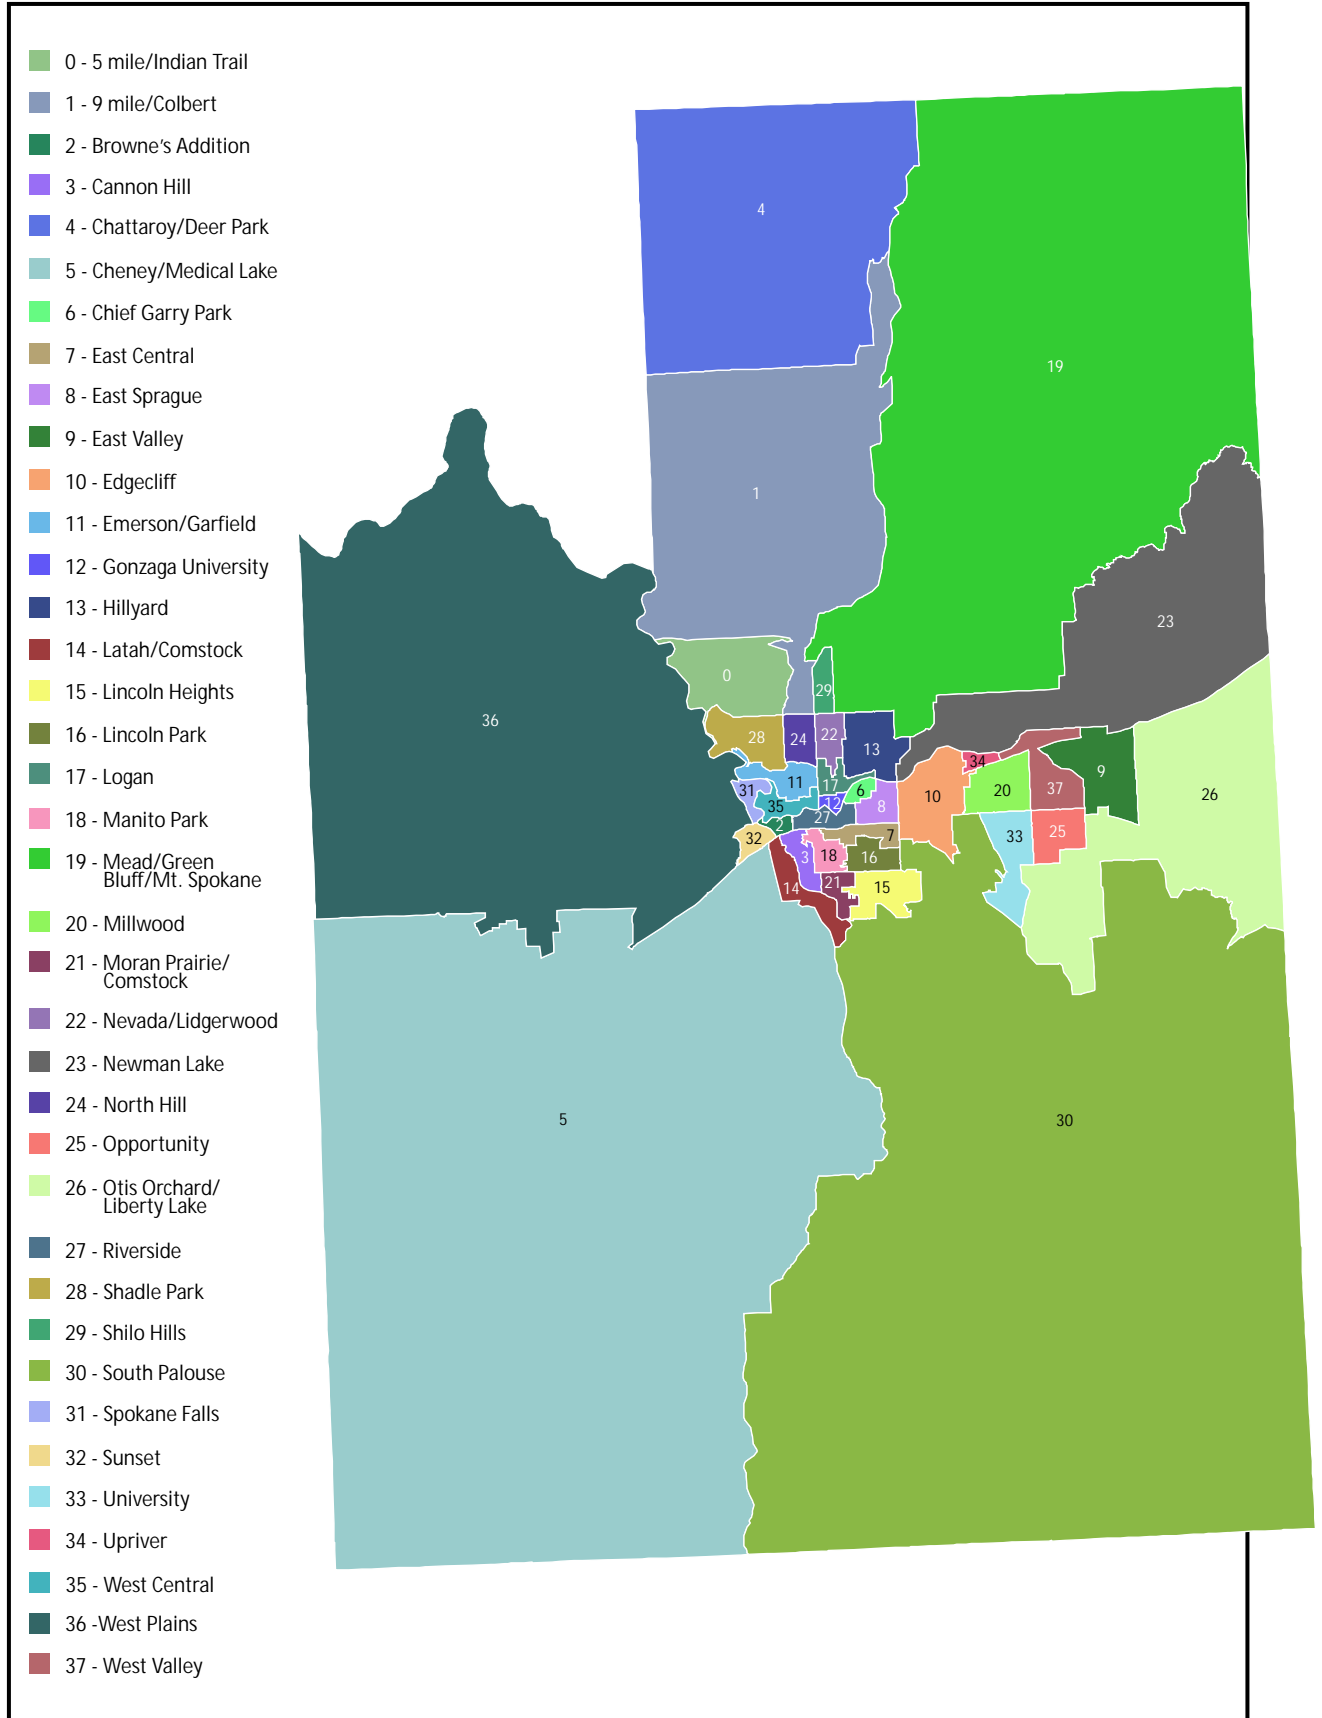 0 - 5 mile/Indian Trail
1 - 9 mile/Colbert
2 - Browne's Addition
3 - Cannon Hill
4 - Chattaroy/Deer Park
5 - Cheney/Medical Lake
6 - Chief Garry Park
7 - East Central
8 - East Sprague
9 - East Valley
10 - Edgecliff
11 - Emerson/Garfield
12 - Gonzaga University
13 - Hillyard
14 - Latah/Comstock
15 - Lincoln Heights
16 - Lincoln Park
17 - Logan
18 - Manito Park
19 - Mead/Green
Bluff/Mt. Spokane
20 - Millwood
21 - Moran Prairie/
Comstock
22 - Nevada/Lidgerwood
23 - Newman Lake
24 - North Hill
25 - Opportunity
26 - Otis Orchard/
Liberty Lake
27 - Riverside
28 - Shadle Park
29 - Shilo Hills
30 - South Palouse
31 - Spokane Falls
32 - Sunset
33 - University
34 - Upriver
35 - West Central
36 -West Plains
37 - West Valley
4
19
1
23
0
29
36
28
24
22
13
34
9
37
20
10
26
11
17
31
6
35
12
8
27
2
32
7
33
25
3
18
16
14
21
15
5
30